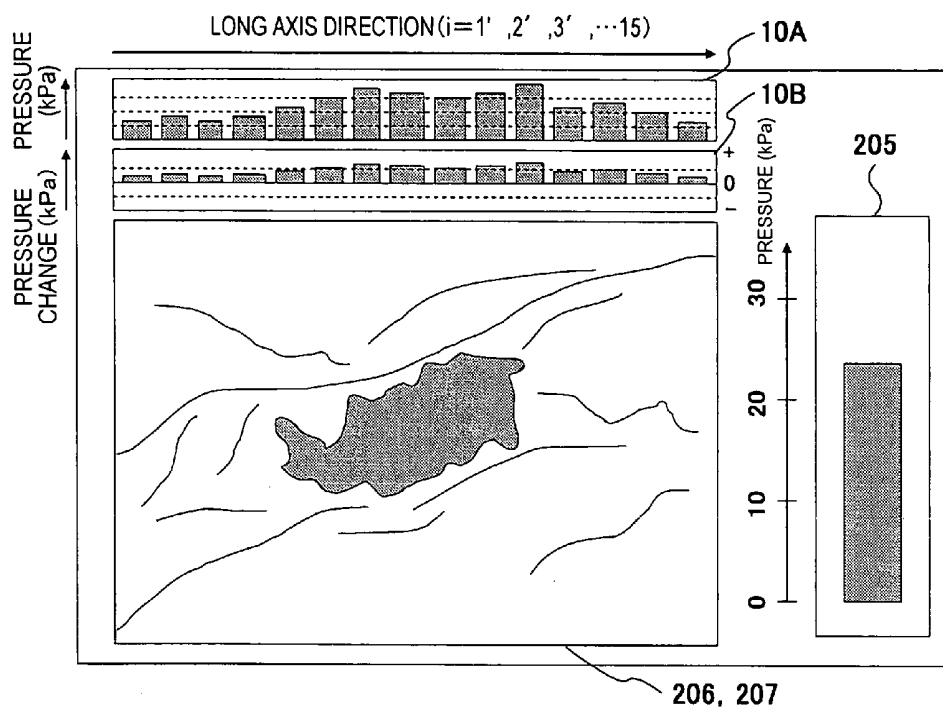 LONG AXIS DIRECTION (i=1′ ,2′ ,3′ ,⋯15)
10A
PRESSURE (kPa)
10B
PRESSURE CHANGE (kPa)
+
0
−
PRESSURE (kPa)
205
30
20
10
0
206, 207